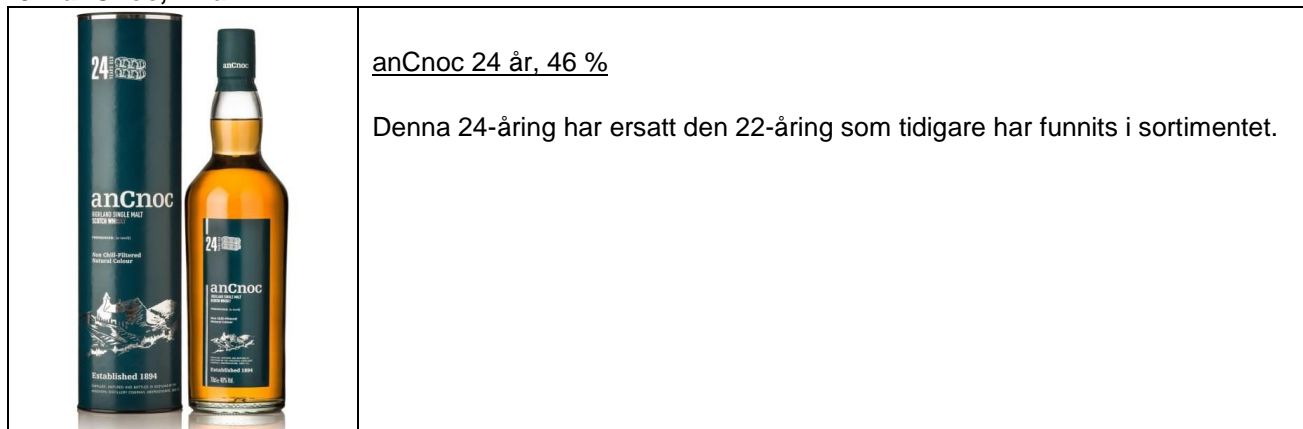 24 YEARS OLD
anCnoc
anCnoc 24 år, 46 %
Denna 24-åring har ersatt den 22-åring som tidigare har funnits i sortimentet.
anCnoc
HIGHLAND SINGLE MALT
SCOTCH WHISKY
Non Chill-Filtered
Natural Colour
24
anCnoc
HIGHLAND SINGLE MALT
SCOTCH WHISKY
Non Chill-Filtered
Natural Colour
Established 1894
Established 1894